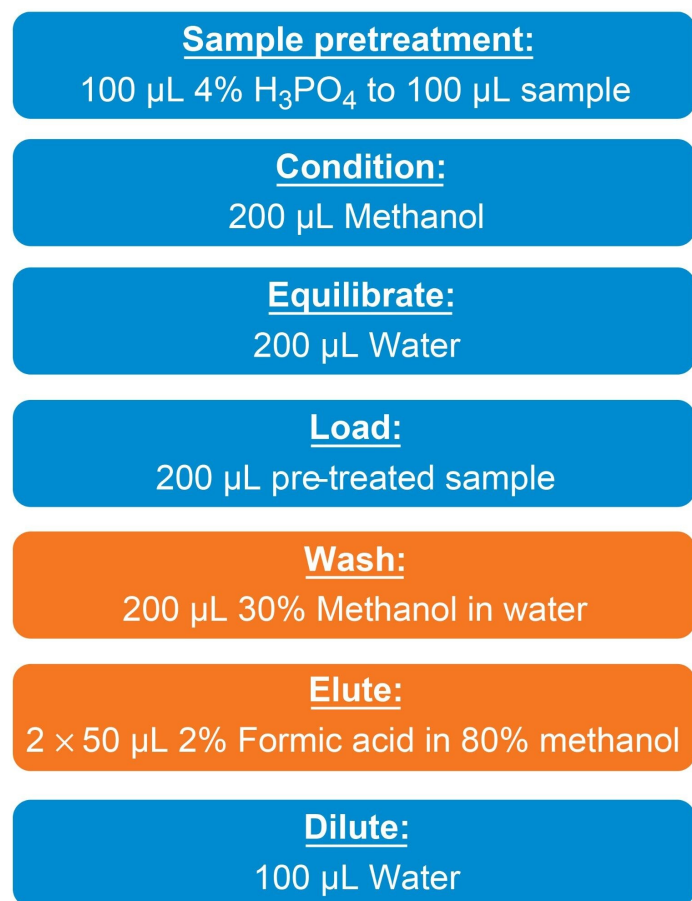 Sample pretreatment:
100 µL 4% H₃PO₄ to 100 µL sample
Condition:
200 µL Methanol
Equilibrate:
200 µL Water
Load:
200 µL pre-treated sample
Wash:
200 µL 30% Methanol in water
Elute:
2 × 50 µL 2% Formic acid in 80% methanol
Dilute:
100 µL Water